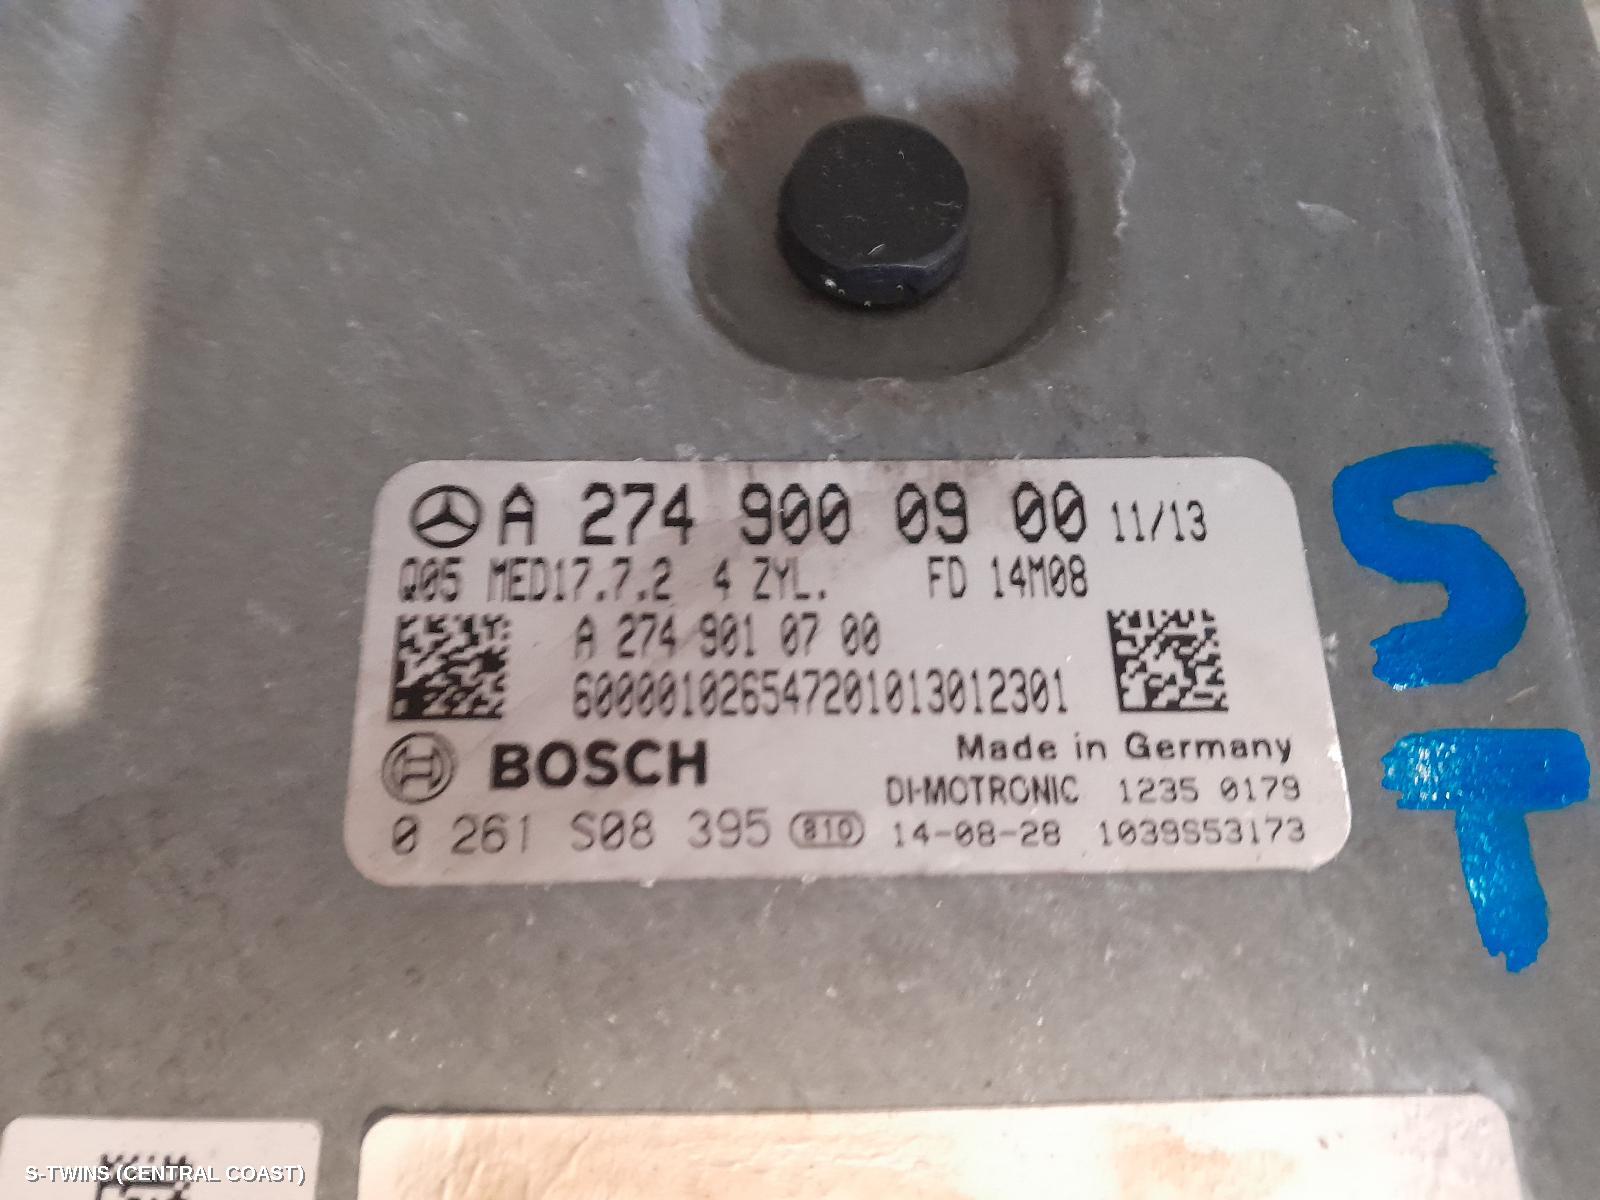 A 274 900 09 00 11/13
Q05 MED17.7.2 4 ZYL. FD 14M08
A 274 901 07 00
600001026547201013012301
BOSCH
Made in Germany
DI-MOTRONIC 1235 0179
0 261 S08 395 810 14-08-28 1039S53173
S
T
S-TWINS (CENTRAL COAST)